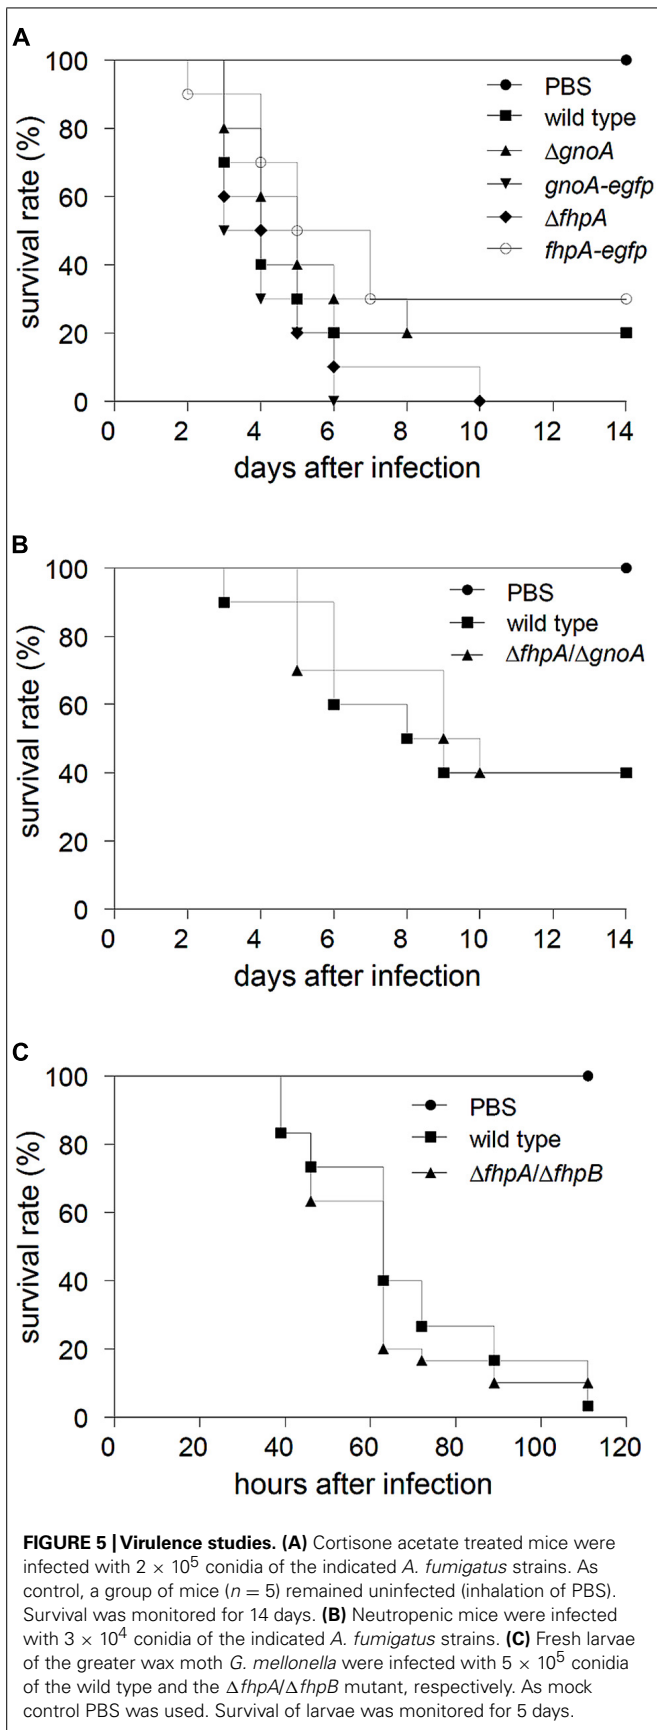 A
100
80
60
40
20
0
survival rate (%)
PBS
wild type
ΔgnoA
gnoA-egfp
ΔfhpA
fhpA-egfp
0 2 4 6 8 10 12 14
days after infection
B
100
80
60
40
20
0
survival rate (%)
PBS
wild type
ΔfhpA/ΔgnoA
0 2 4 6 8 10 12 14
days after infection
C
100
80
60
40
20
0
survival rate (%)
PBS
wild type
ΔfhpA/ΔfhpB
0 20 40 60 80 100 120
hours after infection
FIGURE 5 | Virulence studies. (A) Cortisone acetate treated mice were
infected with 2 × 10⁵ conidia of the indicated A. fumigatus strains. As
control, a group of mice (n = 5) remained uninfected (inhalation of PBS).
Survival was monitored for 14 days. (B) Neutropenic mice were infected
with 3 × 10⁴ conidia of the indicated A. fumigatus strains. (C) Fresh larvae
of the greater wax moth G. mellonella were infected with 5 × 10⁵ conidia
of the wild type and the ΔfhpA/ΔfhpB mutant, respectively. As mock
control PBS was used. Survival of larvae was monitored for 5 days.